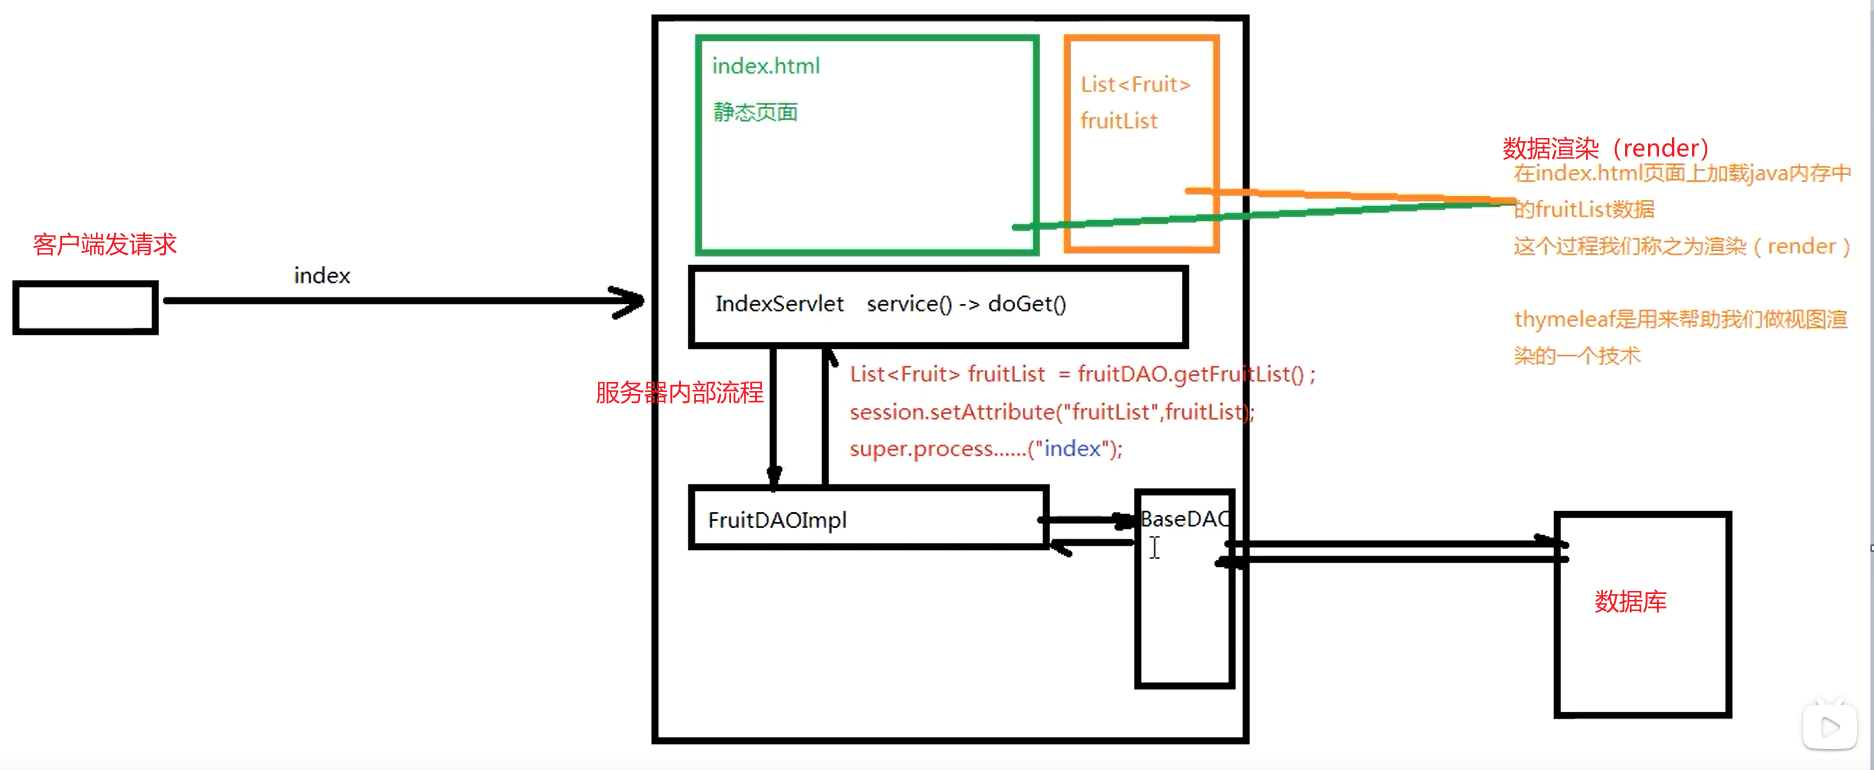 index.html
静态页面
List<Fruit>
fruitList
数据渲染（render）
在index.html页面上加载java内存中
的fruitList数据
这个过程我们称之为渲染（render）
thymeleaf是用来帮助我们做视图渲
染的一个技术
客户端发请求
index
IndexServlet service() -> doGet()
服务器内部流程
List<Fruit> fruitList = fruitDAO.getFruitList() ;
session.setAttribute("fruitList",fruitList);
super.process......("index");
FruitDAOImpl
BaseDAO
数据库